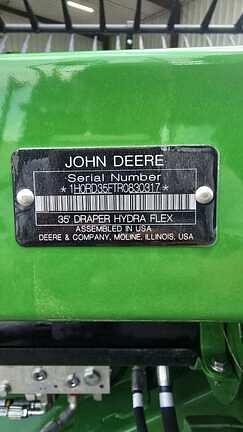 JOHN DEERE
Serial Number
*1H0RD35FTR0830317*
35' DRAPER HYDRA FLEX
ASSEMBLED IN USA
DEERE & COMPANY, MOLINE, ILLINOIS, USA